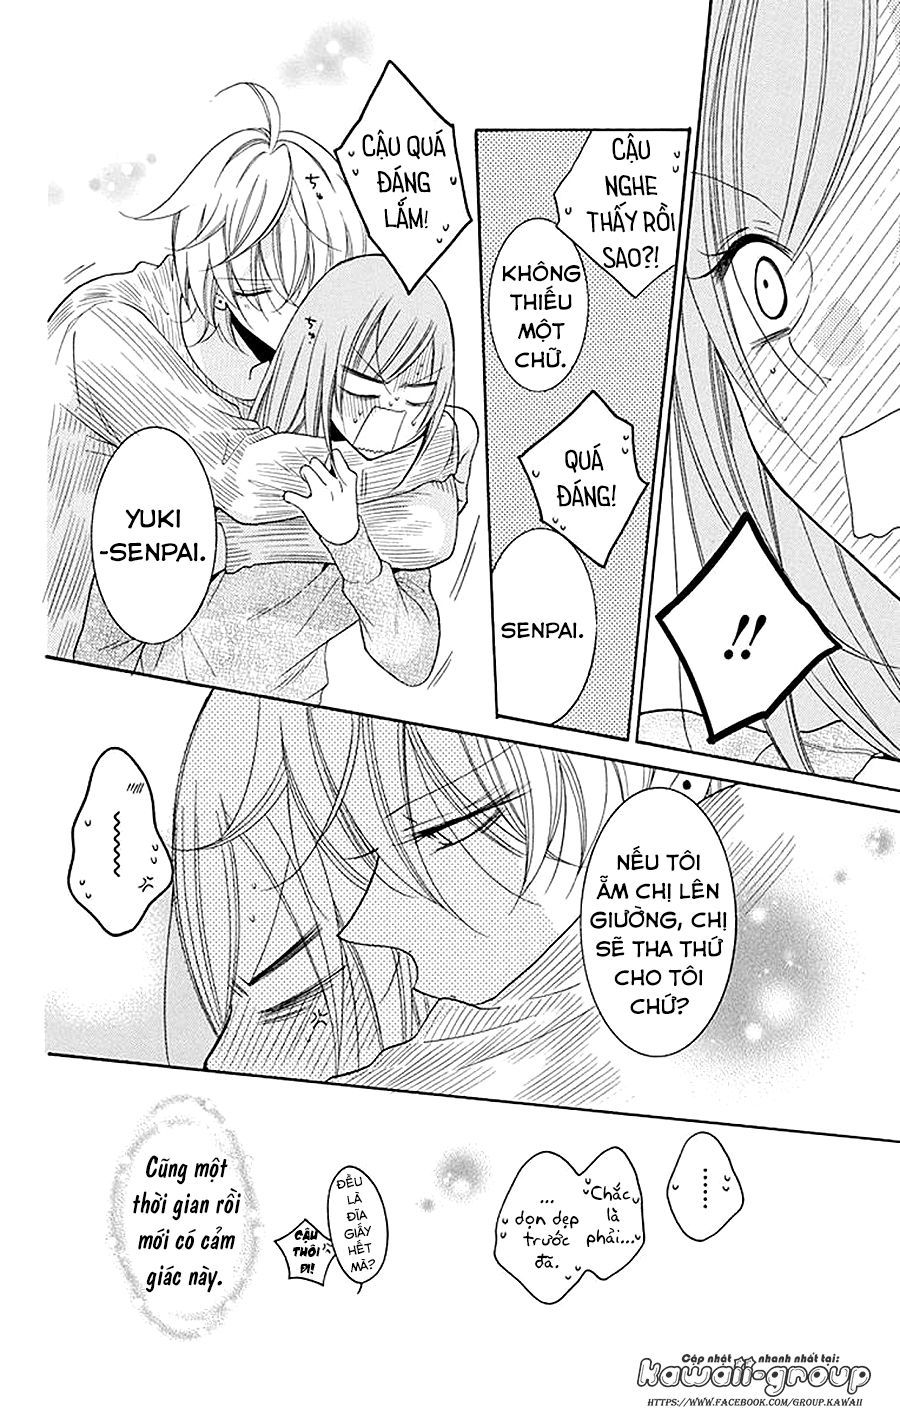 !!
CẬU
NGHE
THẤY RỒI
SAO?!
KHÔNG
THIẾU
MỘT
CHỮ.
QUÁ
ĐÁNG!
SENPAI.
CẬU QUÁ
ĐÁNG
LẮM!
YUKI
-SENPAI.
NẾU TÔI
ẴM CHỊ LÊN
GIƯỜNG, CHỊ
SẼ THA THỨ
CHO TÔI
CHỨ?
........
Chắc
là
phải...
...
dọn dẹp
trước
đã.
ĐỀU
LÀ
ĐĨA
GIẤY
HẾT
MÀ?
CẬU
THÔI
ĐI!
Cũng một
thời gian rồi
mới có cảm
giác này.
Cập nhật nhanh nhất tại:
kawaii-group
HTTPS://WWW.FACEBOOK.COM/GROUP.KAWAII